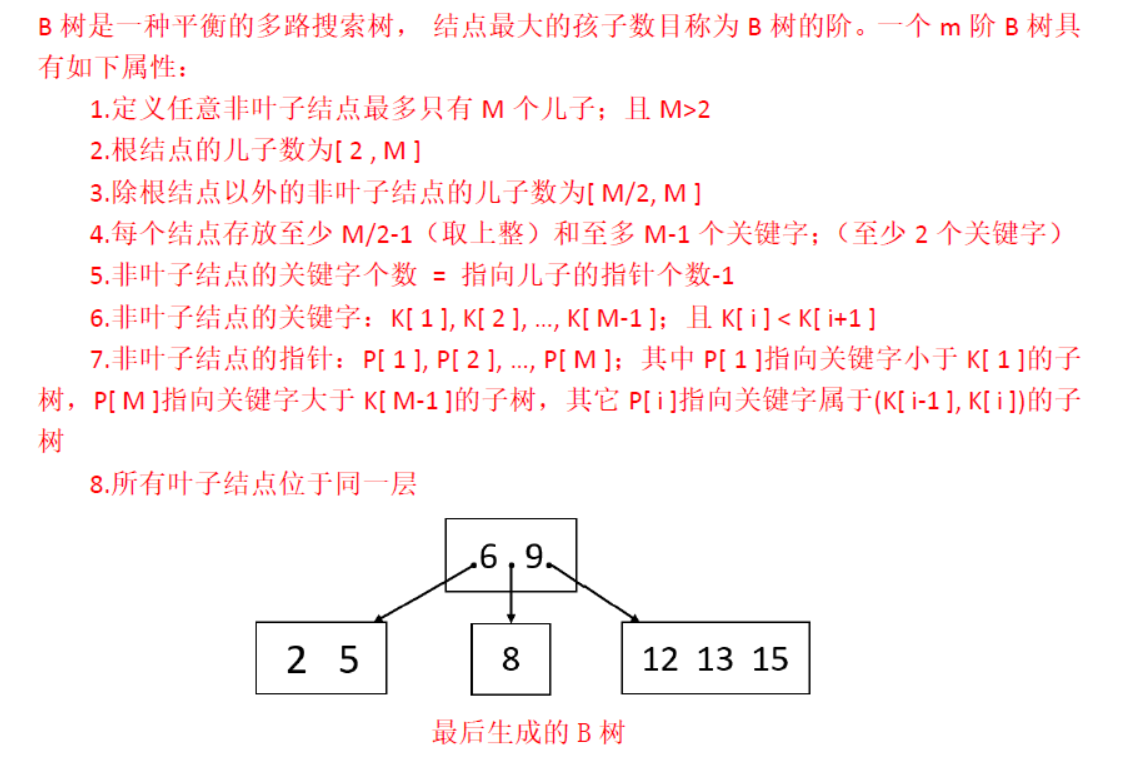 B 树是一种平衡的多路搜索树， 结点最大的孩子数目称为 B 树的阶。一个 m 阶 B 树具
有如下属性：
1.定义任意非叶子结点最多只有 M 个儿子；且 M>2
2.根结点的儿子数为[ 2 , M ]
3.除根结点以外的非叶子结点的儿子数为[ M/2, M ]
4.每个结点存放至少 M/2-1（取上整）和至多 M-1 个关键字；（至少 2 个关键字）
5.非叶子结点的关键字个数 = 指向儿子的指针个数-1
6.非叶子结点的关键字：K[ 1 ], K[ 2 ], …, K[ M-1 ]；且 K[ i ] < K[ i+1 ]
7.非叶子结点的指针：P[ 1 ], P[ 2 ], …, P[ M ]；其中 P[ 1 ]指向关键字小于 K[ 1 ]的子
树，P[ M ]指向关键字大于 K[ M-1 ]的子树，其它 P[ i ]指向关键字属于(K[ i-1 ], K[ i ])的子
树
8.所有叶子结点位于同一层
.6 . 9.
2 5
8
12 13 15
最后生成的 B 树